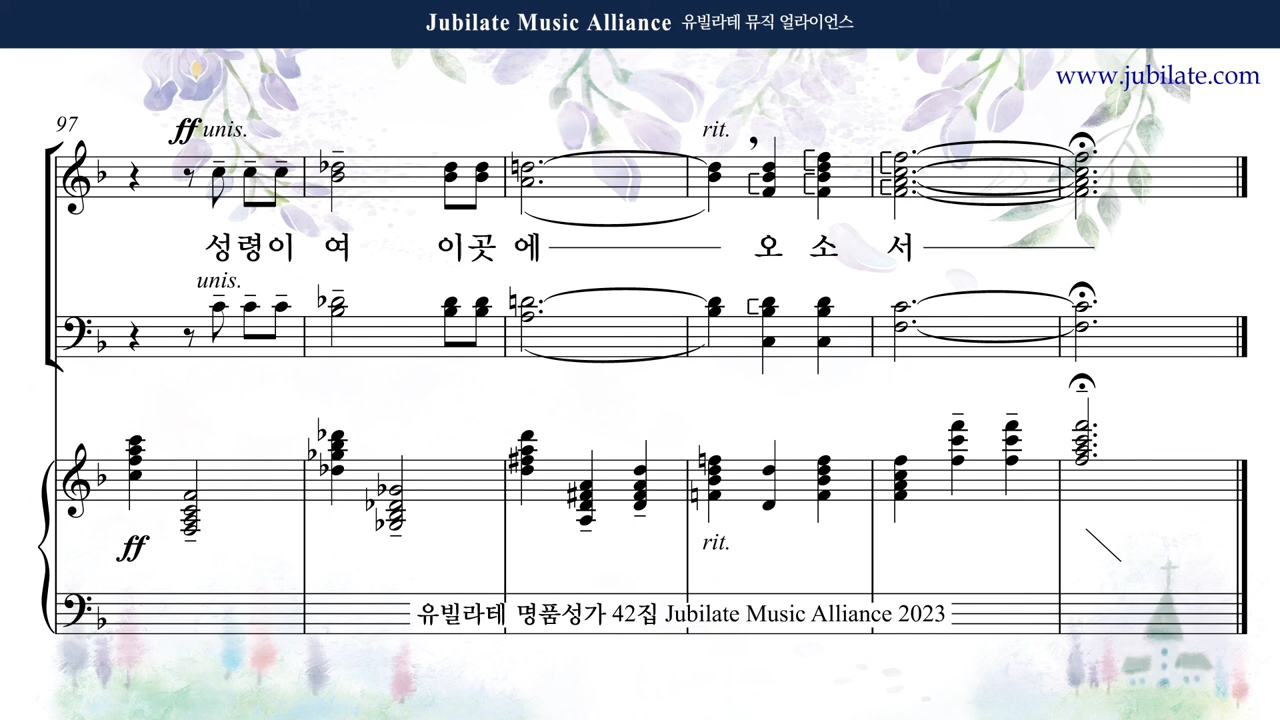 Jubilate Music Alliance 유빌라테 뮤직 얼라이언스
www.jubilate.com
97
ff unis.
rit.
성령이 여 이곳 에 오 소 서
unis.
ff
rit.
유빌라테 명품성가 42집 Jubilate Music Alliance 2023